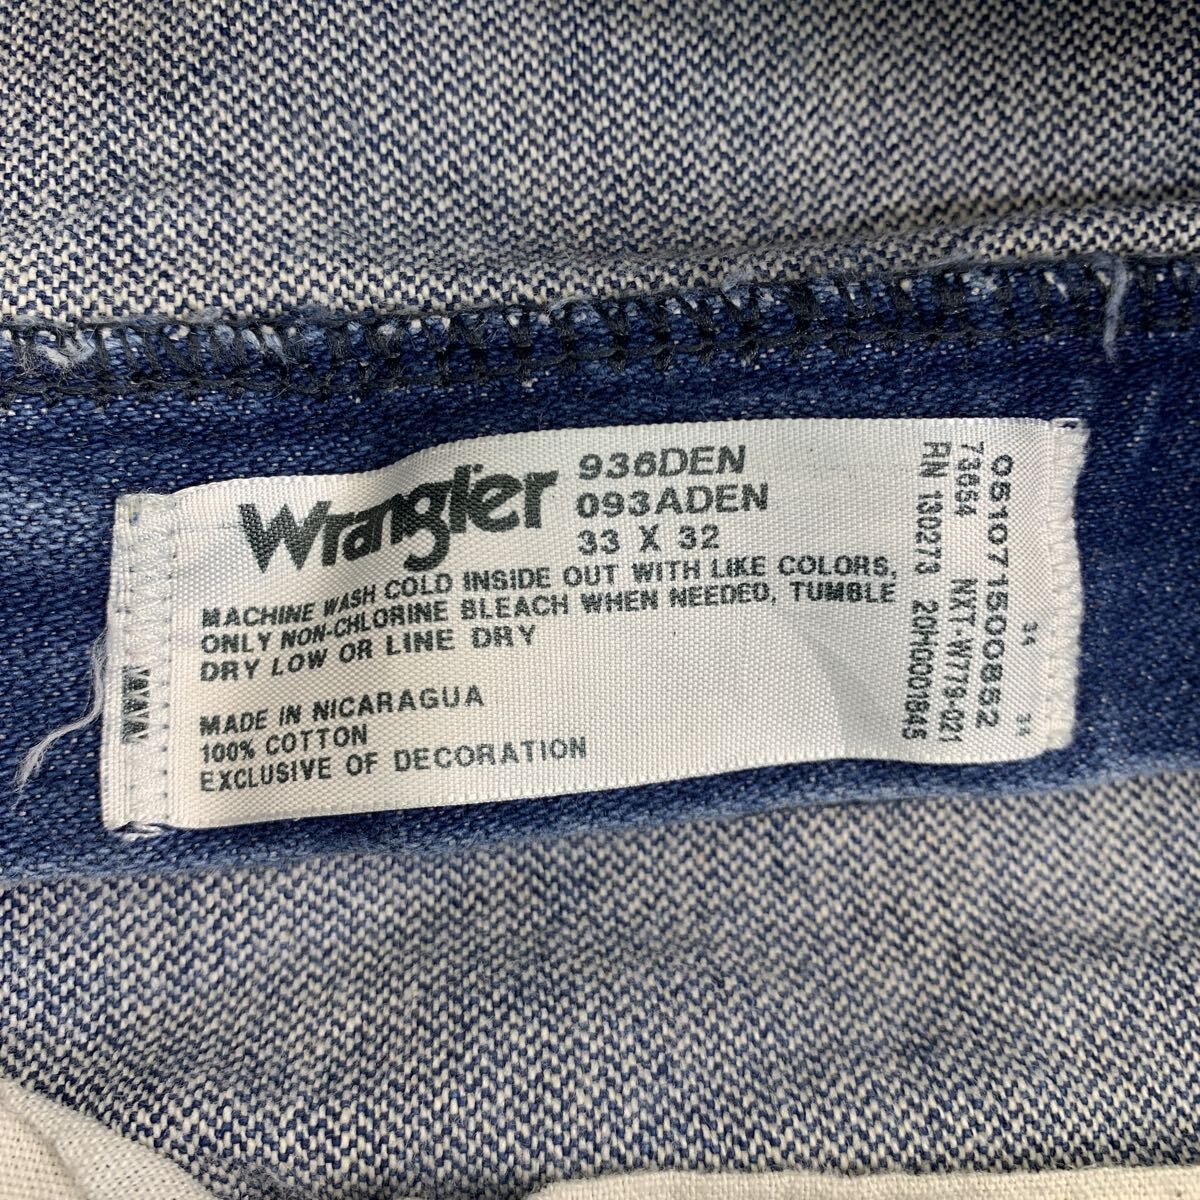 Wrangler
936DEN
093ADEN
33 X 32
MACHINE WASH COLD INSIDE OUT WITH LIKE COLORS,
ONLY NON-CHLORINE BLEACH WHEN NEEDED, TUMBLE
DRY LOW OR LINE DRY
MADE IN NICARAGUA
100% COTTON
EXCLUSIVE OF DECORATION
051071500852
73654 NXT-W779-021
RN 130273 20H0001845